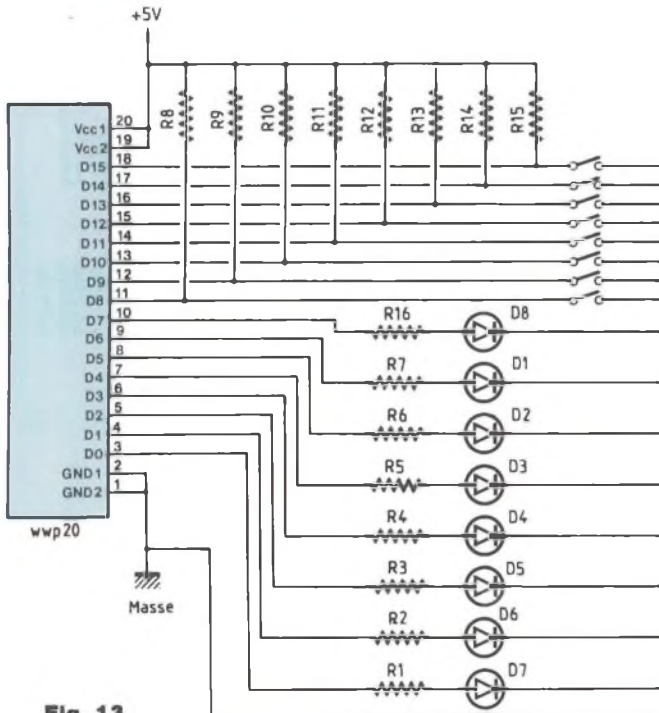 +5V
R8 R9 R10 R11 R12 R13 R14 R15
Vcc1 20
Vcc2 19
D15 18
D14 17
D13 16
D12 15
D11 14
D10 13
D9 12
D8 11
D7 10
D6 9
D5 8
D4 7
D3 6
D2 5
D1 4
D0 3
GND1 2
GND2 1
wwp20
Masse
R16 D8
R7 D1
R6 D2
R5 D3
R4 D4
R3 D5
R2 D6
R1 D7
Fig. 13